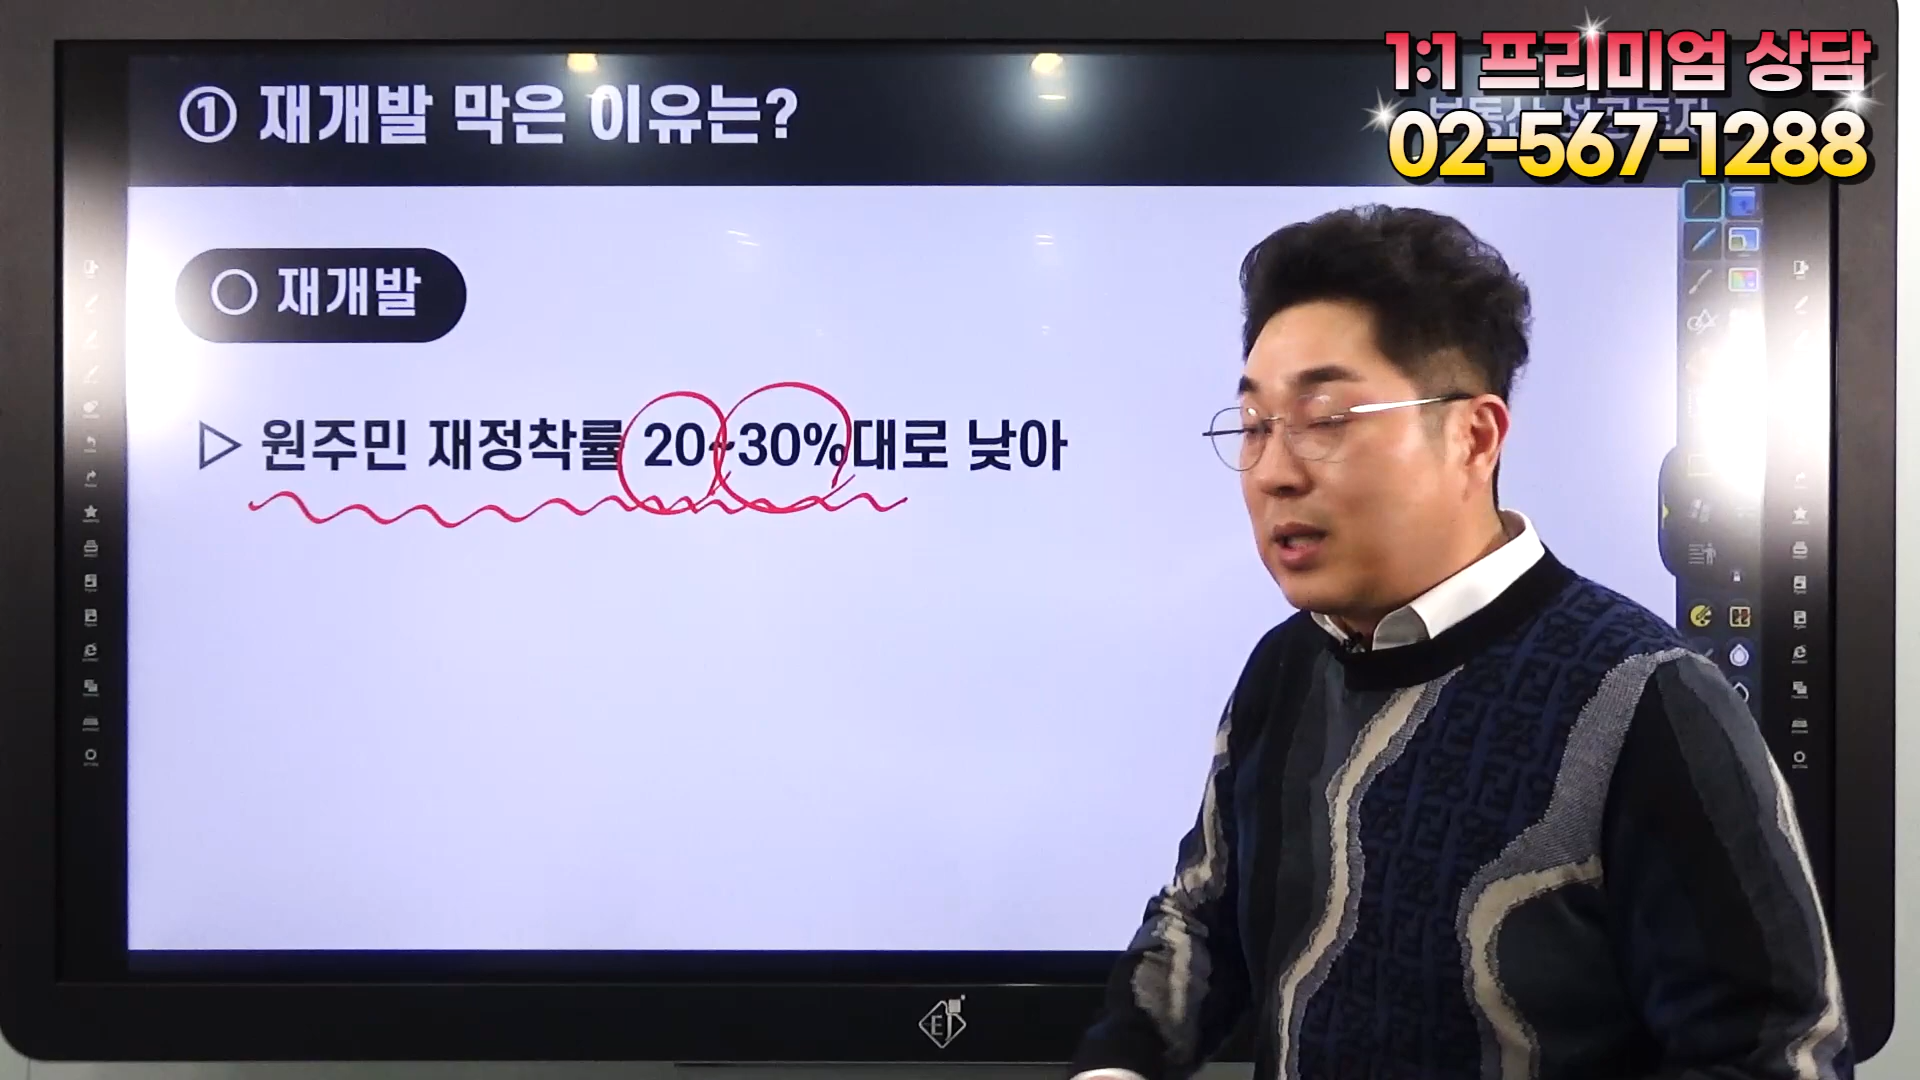 ① 재개발 막은 이유는?
1:1 프리미엄 상담
02-567-1288
○ 재개발
▷ 원주민 재정착률 20~30%대로 낮아
EJ